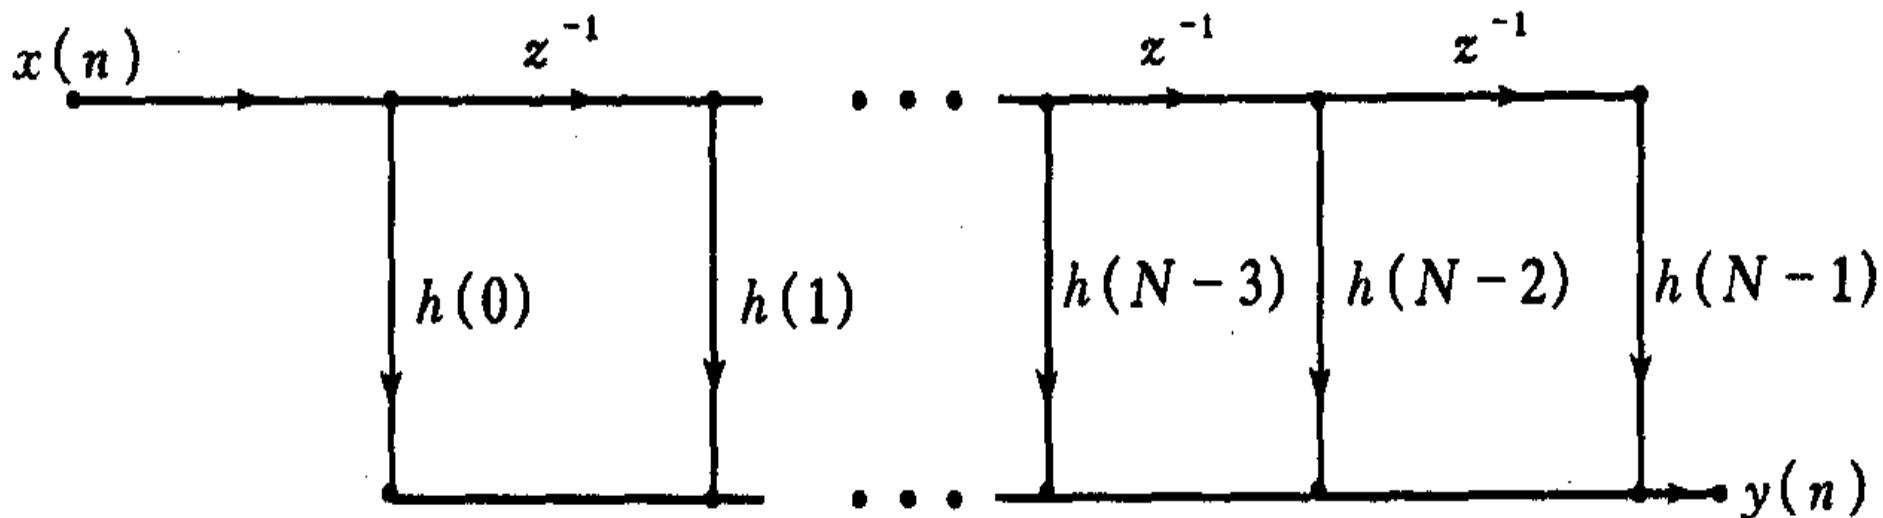 x(n)
z⁻¹
z⁻¹
z⁻¹
h(0)
h(1)
h(N-3)
h(N-2)
h(N-1)
y(n)